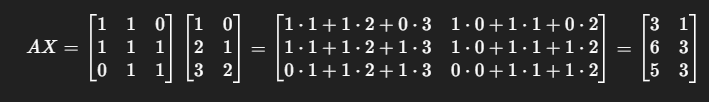 AX = [1 1 0; 1 1 1; 0 1 1] [1 0; 2 1; 3 2] = [1·1+1·2+0·3 1·0+1·1+0·2; 1·1+1·2+1·3 1·0+1·1+1·2; 0·1+1·2+1·3 0·0+1·1+1·2] = [3 1; 6 3; 5 3]